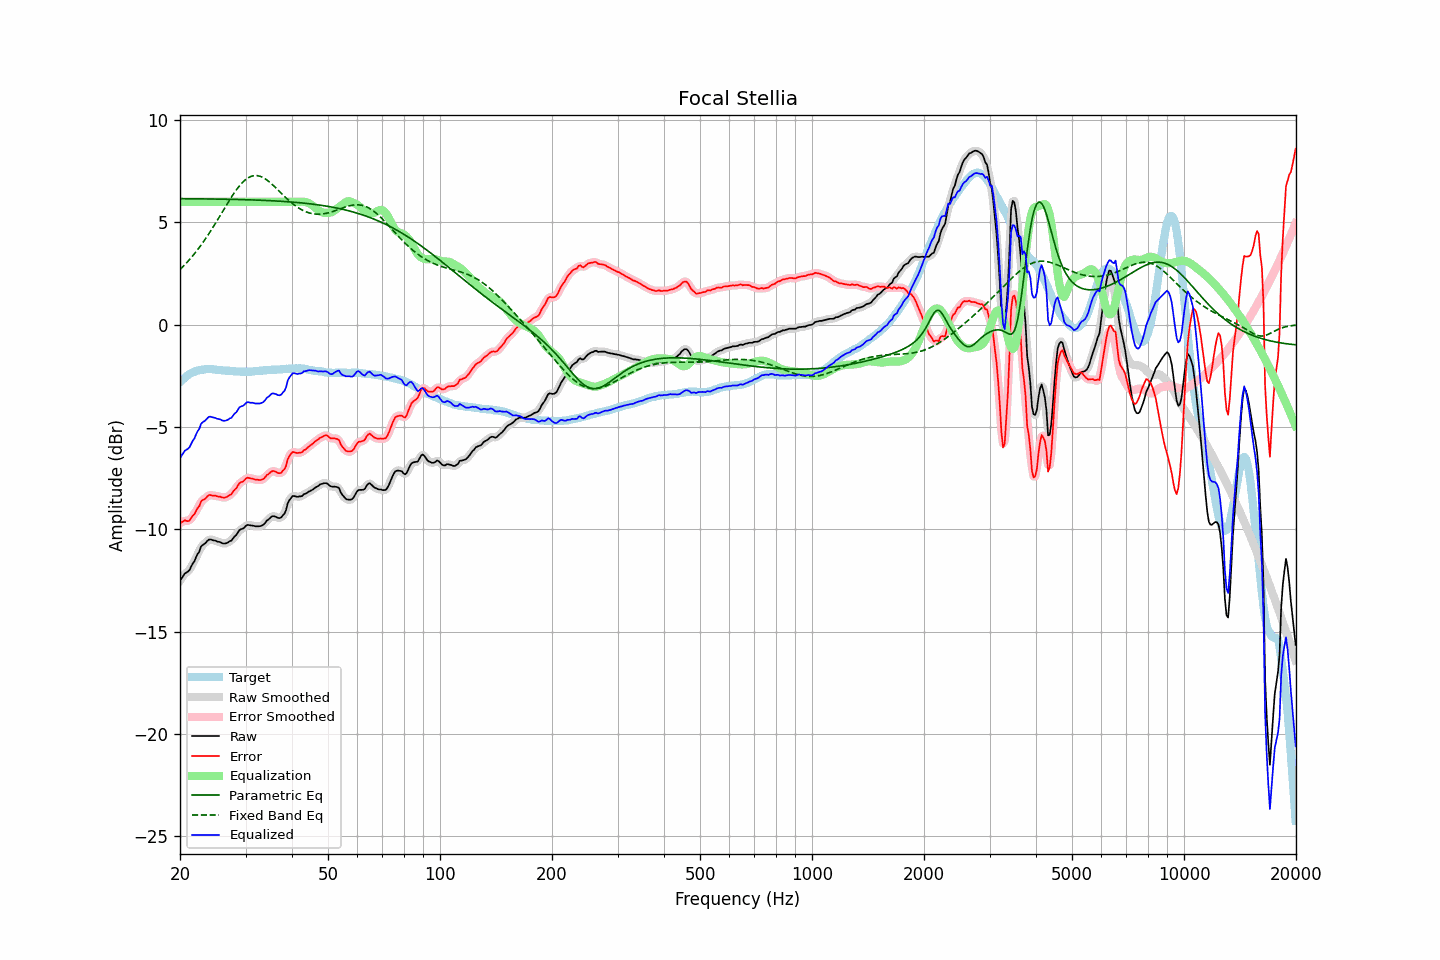 Focal Stellia
10
5
0
−5
−10
−15
−20
−25
Amplitude (dBr)
Target
Raw Smoothed
Error Smoothed
Raw
Error
Equalization
Parametric Eq
Fixed Band Eq
Equalized
20 50 100 200 500 1000 2000 5000 10000 20000
Frequency (Hz)